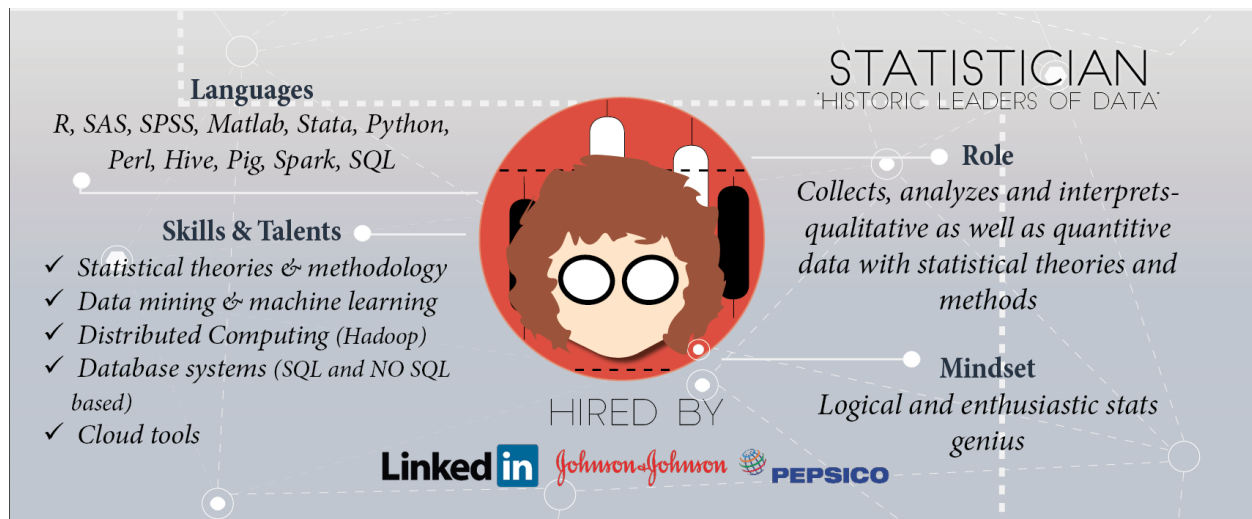 Languages
R, SAS, SPSS, Matlab, Stata, Python,
Perl, Hive, Pig, Spark, SQL
Skills & Talents
✓ Statistical theories & methodology
✓ Data mining & machine learning
✓ Distributed Computing (Hadoop)
✓ Database systems (SQL and NO SQL
based)
✓ Cloud tools
STATISTICIAN
"HISTORIC LEADERS OF DATA"
Role
Collects, analyzes and interprets-
qualitative as well as quantitive
data with statistical theories and
methods
Mindset
Logical and enthusiastic stats
genius
HIRED BY
Linked in Johnson & Johnson PEPSICO